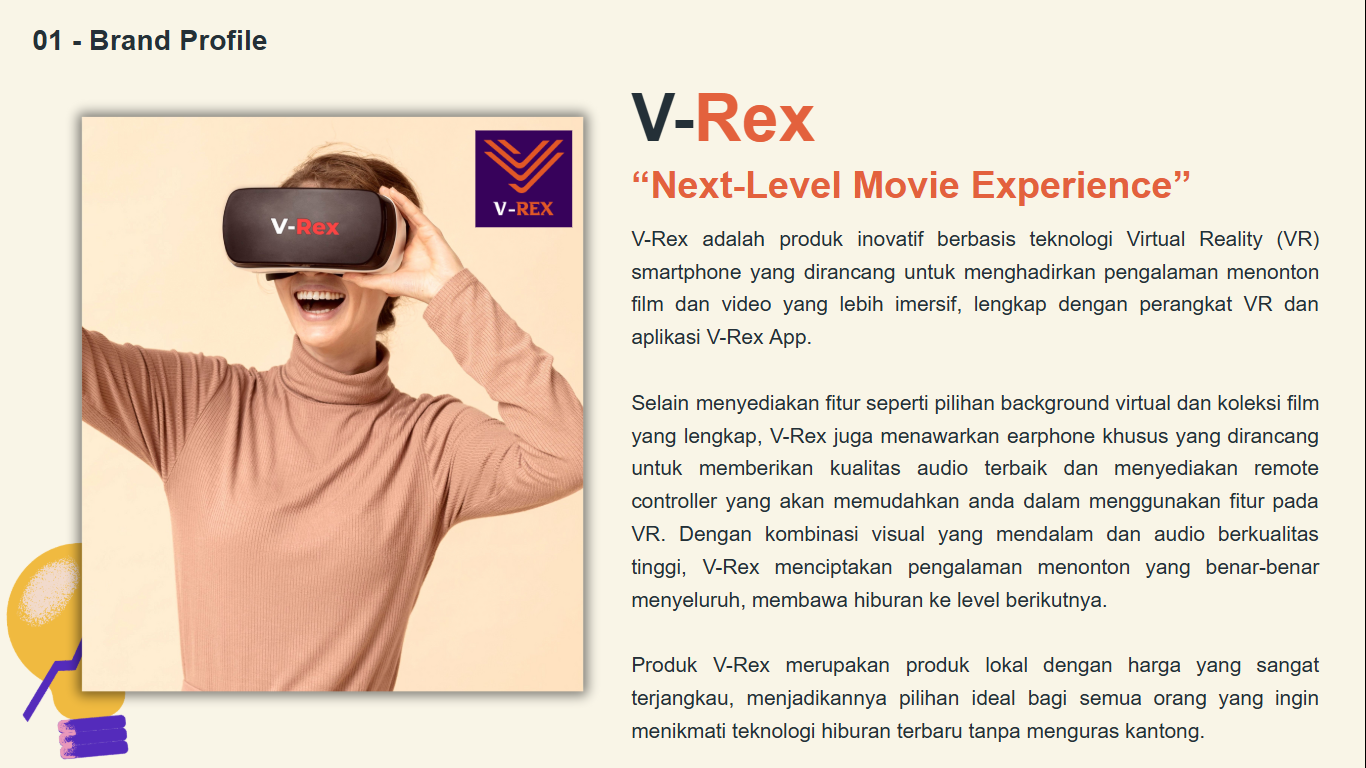 01 - Brand Profile
V-Rex
V-REX
V-Rex
“Next-Level Movie Experience”
V-Rex adalah produk inovatif berbasis teknologi Virtual Reality (VR)
smartphone yang dirancang untuk menghadirkan pengalaman menonton
film dan video yang lebih imersif, lengkap dengan perangkat VR dan
aplikasi V-Rex App.
Selain menyediakan fitur seperti pilihan background virtual dan koleksi film
yang lengkap, V-Rex juga menawarkan earphone khusus yang dirancang
untuk memberikan kualitas audio terbaik dan menyediakan remote
controller yang akan memudahkan anda dalam menggunakan fitur pada
VR. Dengan kombinasi visual yang mendalam dan audio berkualitas
tinggi, V-Rex menciptakan pengalaman menonton yang benar-benar
menyeluruh, membawa hiburan ke level berikutnya.
Produk V-Rex merupakan produk lokal dengan harga yang sangat
terjangkau, menjadikannya pilihan ideal bagi semua orang yang ingin
menikmati teknologi hiburan terbaru tanpa menguras kantong.